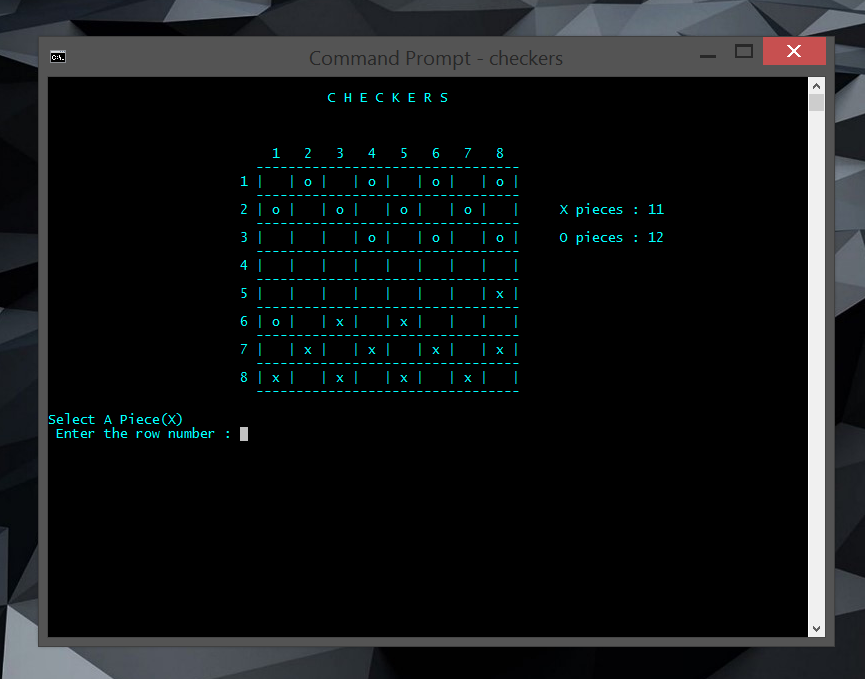 Command Prompt - checkers
C H E C K E R S
1 2 3 4 5 6 7 8
-----------------------------------
1 |   | o |   | o |   | o |   | o |
-----------------------------------
2 | o |   | o |   | o |   | o |   | X pieces : 11
-----------------------------------
3 |   |   |   | o |   | o |   | o | O pieces : 12
-----------------------------------
4 |   |   |   |   |   |   |   |   |
-----------------------------------
5 |   |   |   |   |   |   |   | x |
-----------------------------------
6 | o |   | x |   | x |   |   |   |
-----------------------------------
7 |   | x |   | x |   | x |   | x |
-----------------------------------
8 | x |   | x |   | x |   | x |   |
-----------------------------------
Select A Piece(X)
Enter the row number :